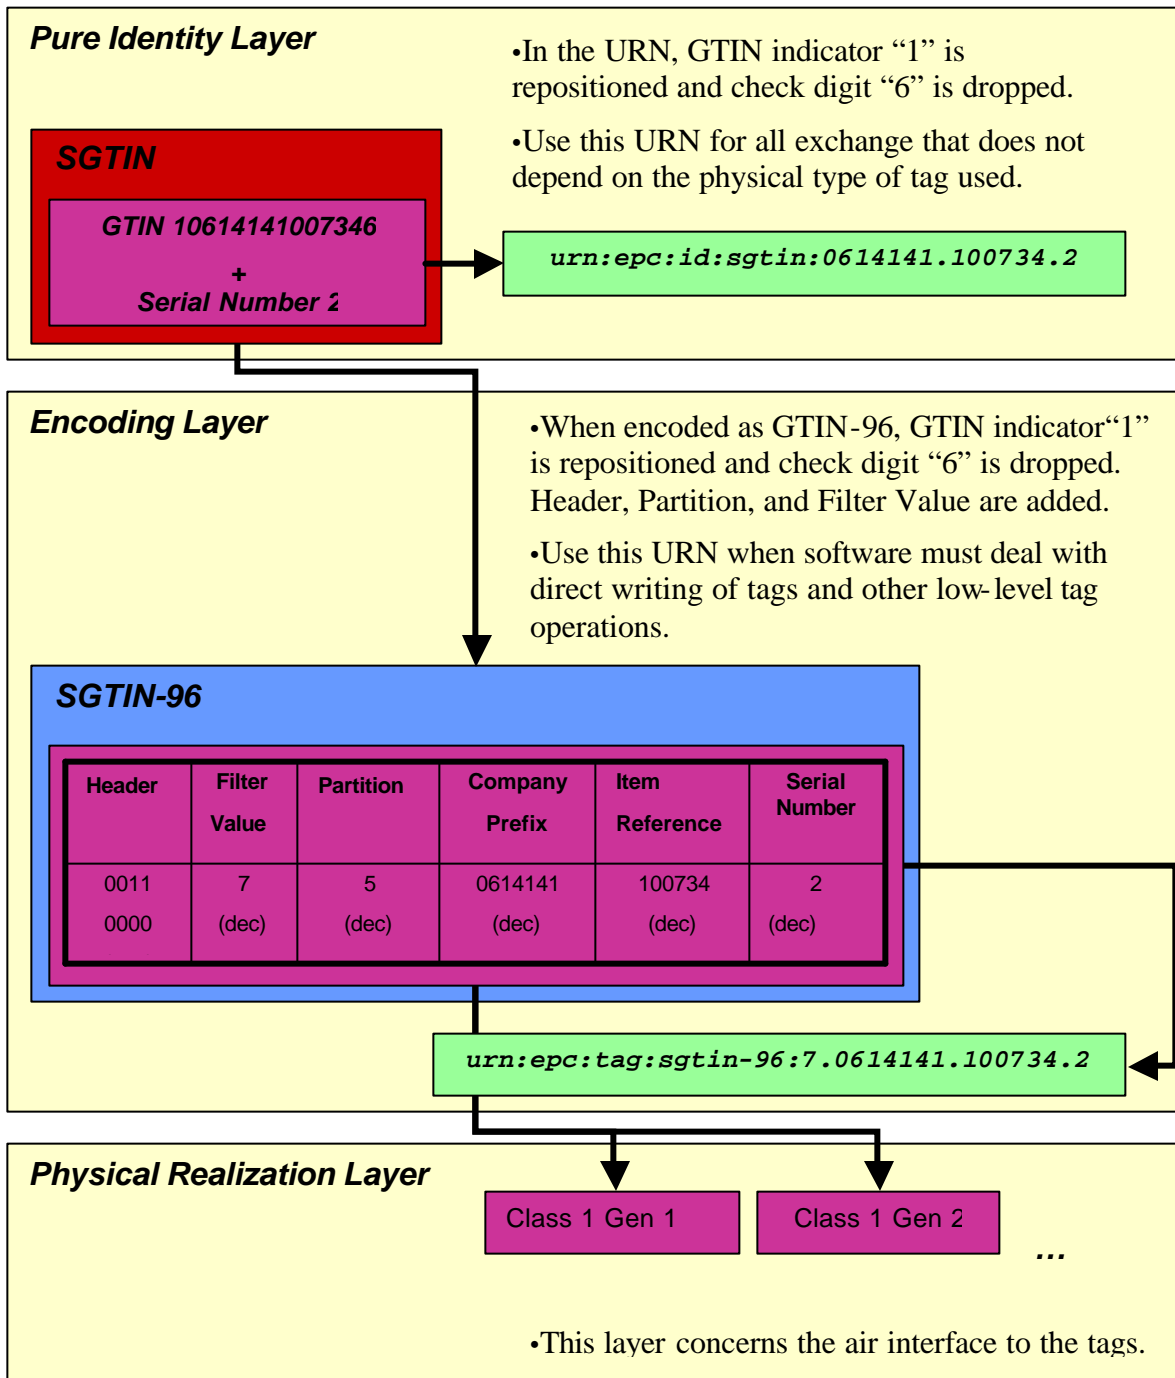 Pure Identity Layer
•In the URN, GTIN indicator “1” is
repositioned and check digit “6” is dropped.
•Use this URN for all exchange that does not
depend on the physical type of tag used.
SGTIN
GTIN 10614141007346
+
Serial Number 2
urn:epc:id:sgtin:0614141.100734.2
Encoding Layer
•When encoded as GTIN-96, GTIN indicator“1”
is repositioned and check digit “6” is dropped.
Header, Partition, and Filter Value are added.
•Use this URN when software must deal with
direct writing of tags and other low-level tag
operations.
SGTIN-96
Header Filter Value Partition Company Prefix Item Reference Serial Number
0011 0000 7 (dec) 5 (dec) 0614141 (dec) 100734 (dec) 2 (dec)
urn:epc:tag:sgtin-96:7.0614141.100734.2
Physical Realization Layer
Class 1 Gen 1
Class 1 Gen 2
...
•This layer concerns the air interface to the tags.